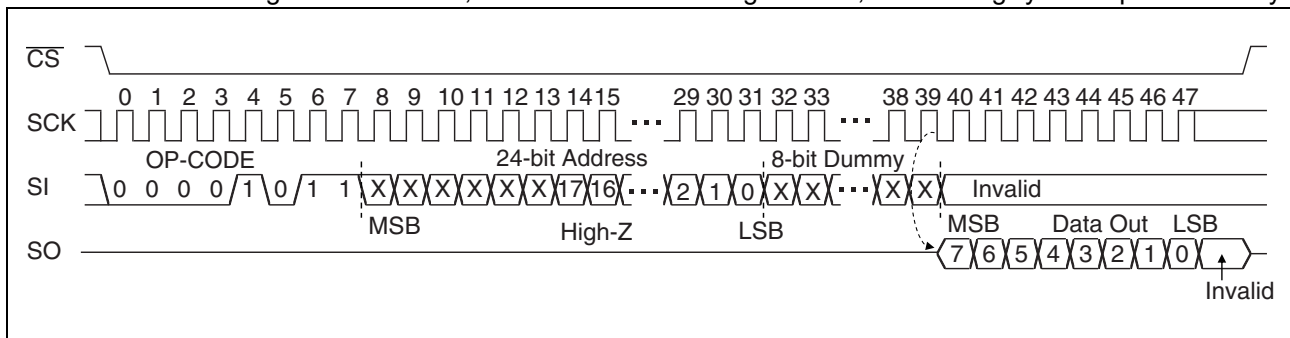 CS
0 1 2 3 4 5 6 7 8 9 10 11 12 13 14 15 29 30 31 32 33 38 39 40 41 42 43 44 45 46 47
SCK
OP-CODE 24-bit Address 8-bit Dummy
SI 0 0 0 0 1 0 1 1 X X X X X X 17 16 2 1 0 X X X X Invalid
MSB High-Z LSB MSB Data Out LSB
SO 7 6 5 4 3 2 1 0
Invalid